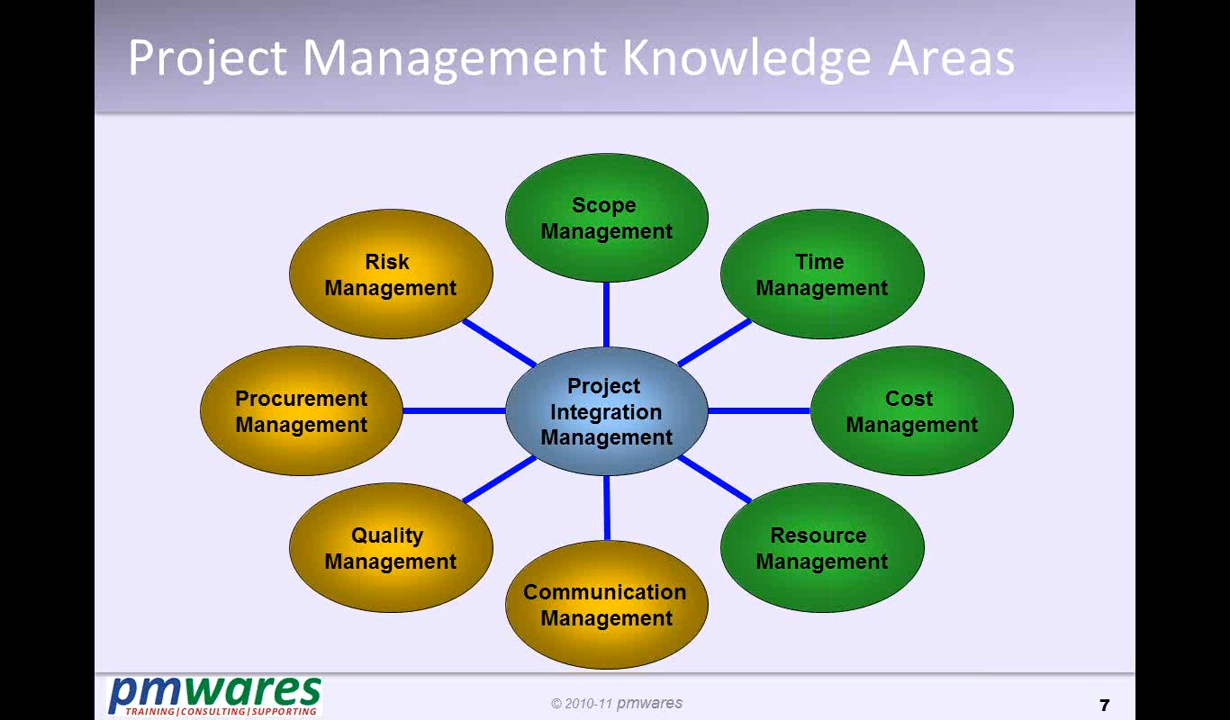 Project Management Knowledge Areas
Scope
Management
Risk
Management
Time
Management
Procurement
Management
Project
Integration
Management
Cost
Management
Quality
Management
Resource
Management
Communication
Management
pmwares
TRAINING|CONSULTING|SUPPORTING
© 2010-11 pmwares
7